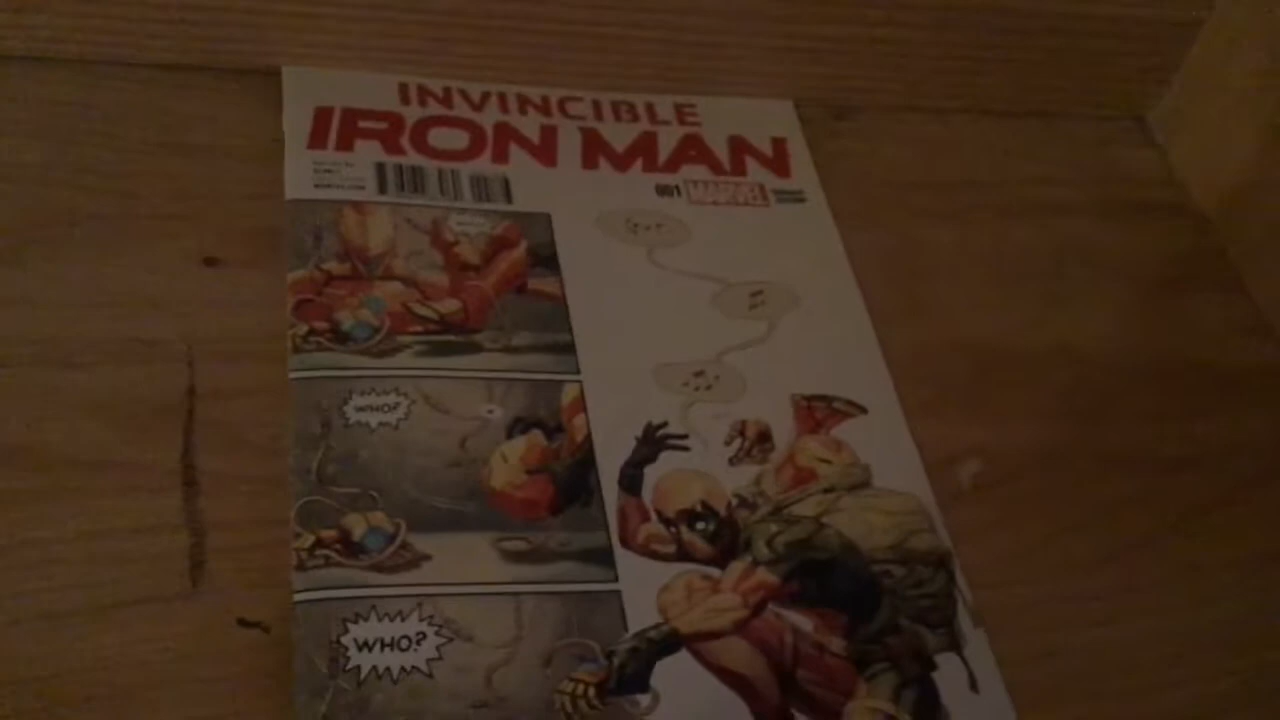 INVINCIBLE
IRON MAN
001 MARVEL
WHO?
WHO?